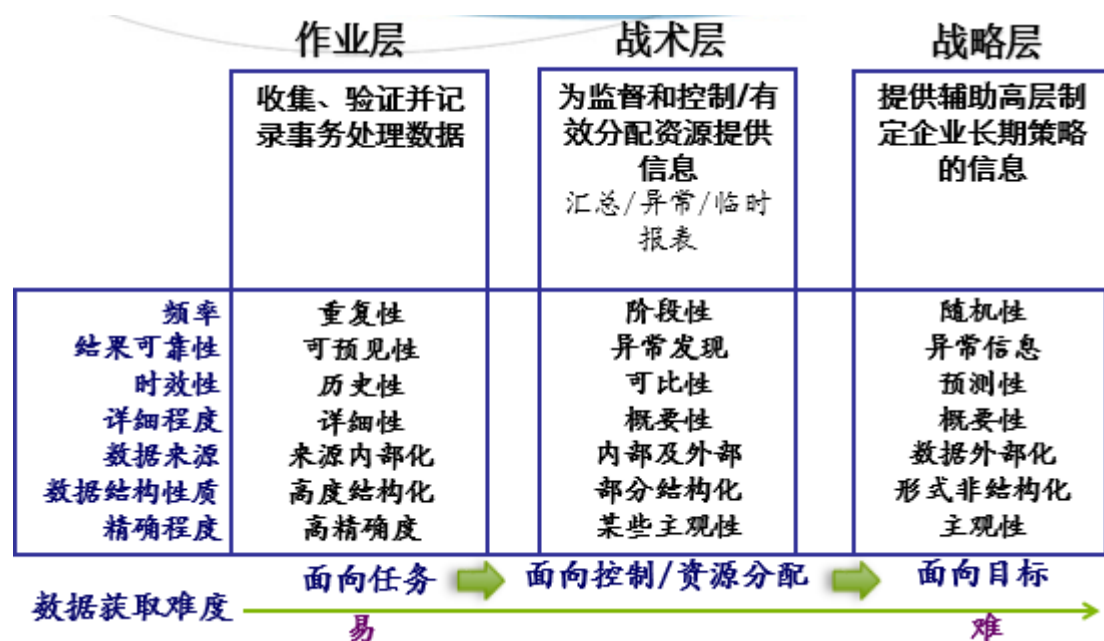 作业层 战术层 战略层
收集、验证并记 为监督和控制/有 提供辅助高层制
录事务处理数据 效分配资源提供 定企业长期策略
信息 的信息
汇总/异常/临时
报表
频率 重复性 阶段性 随机性
结果可靠性 可预见性 异常发现 异常信息
时效性 历史性 可比性 预测性
详细程度 详细性 概要性 概要性
数据来源 来源内部化 内部及外部 数据外部化
数据结构性质 高度结构化 部分结构化 形式非结构化
精确程度 高精确度 某些主观性 主观性
面向任务 面向控制/资源分配 面向目标
数据获取难度
易 难